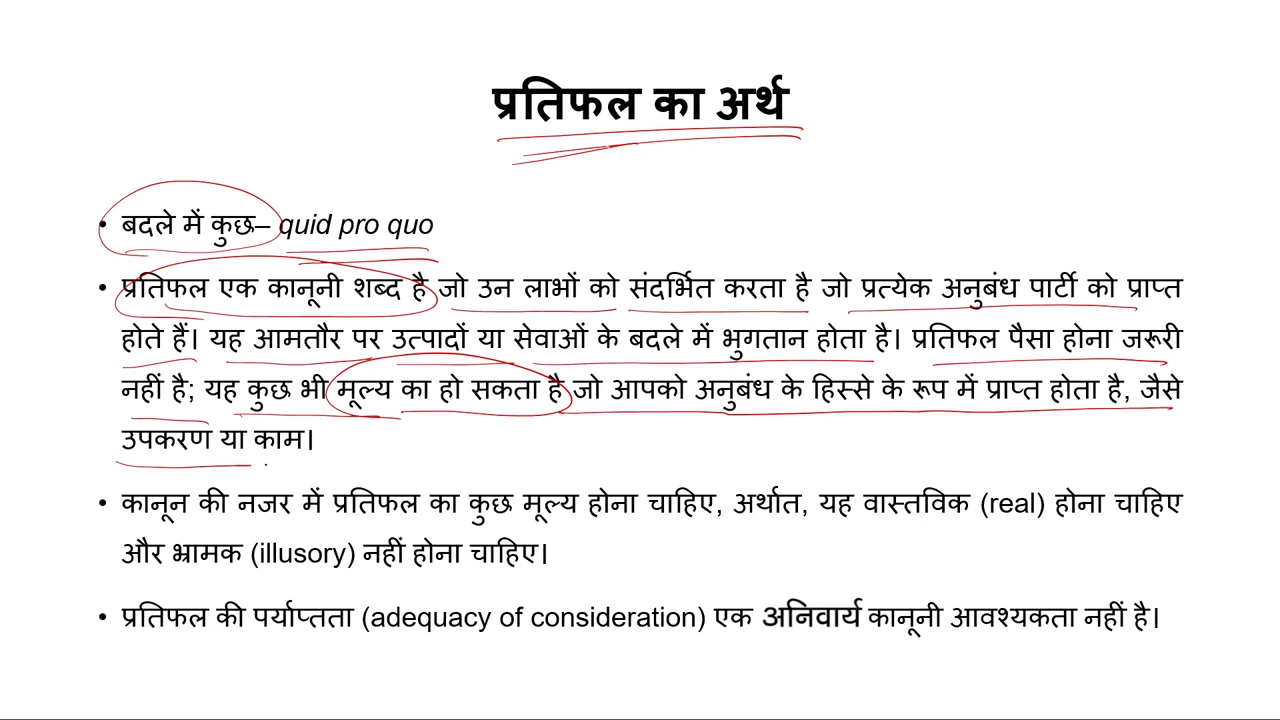 प्रतिफल का अर्थ
• बदले में कुछ– quid pro quo
• प्रतिफल एक कानूनी शब्द है जो उन लाभों को संदर्भित करता है जो प्रत्येक अनुबंध पार्टी को प्राप्त
होते हैं। यह आमतौर पर उत्पादों या सेवाओं के बदले में भुगतान होता है। प्रतिफल पैसा होना जरूरी
नहीं है; यह कुछ भी मूल्य का हो सकता है जो आपको अनुबंध के हिस्से के रूप में प्राप्त होता है, जैसे
उपकरण या काम।
• कानून की नजर में प्रतिफल का कुछ मूल्य होना चाहिए, अर्थात, यह वास्तविक (real) होना चाहिए
और भ्रामक (illusory) नहीं होना चाहिए।
• प्रतिफल की पर्याप्तता (adequacy of consideration) एक अनिवार्य कानूनी आवश्यकता नहीं है।